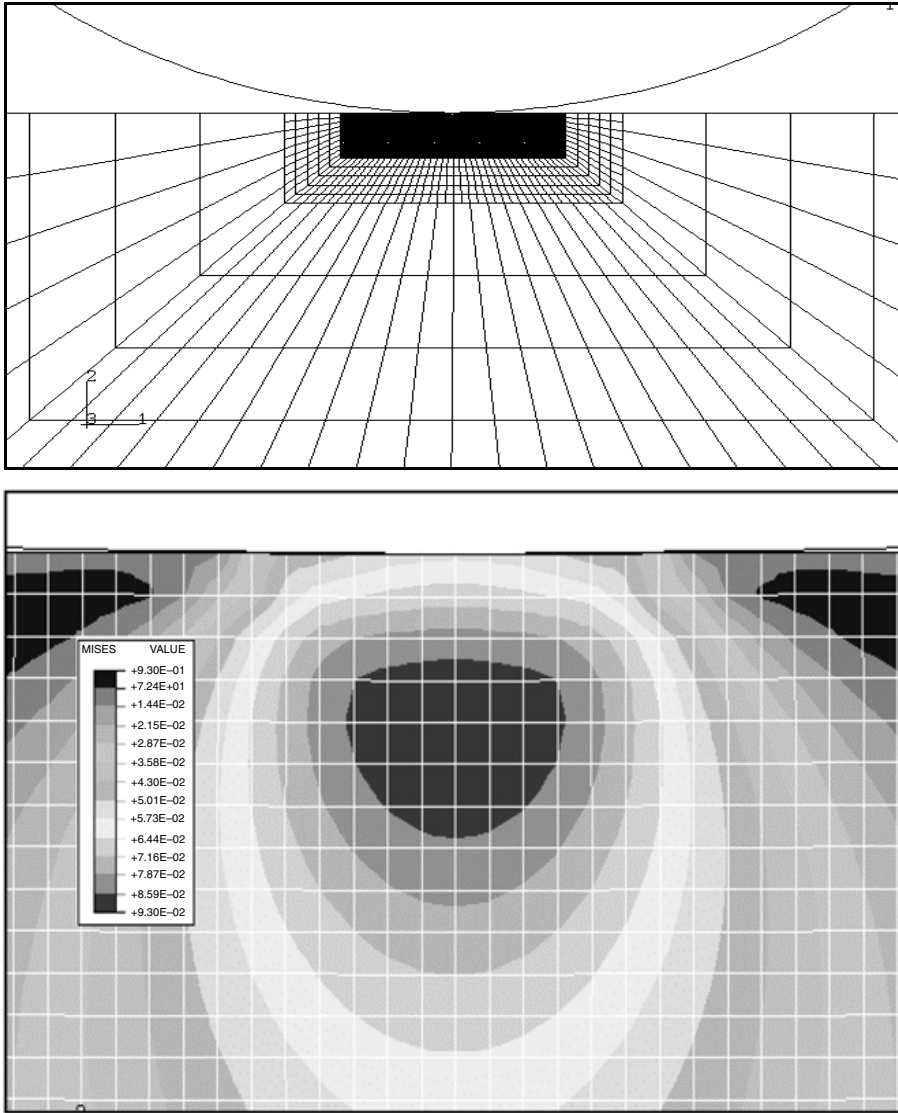 1
2
3 1
MISES VALUE
+9.30E–01
+7.24E+01
+1.44E–02
+2.15E–02
+2.87E–02
+3.58E–02
+4.30E–02
+5.01E–02
+5.73E–02
+6.44E–02
+7.16E–02
+7.87E–02
+8.59E–02
+9.30E–02